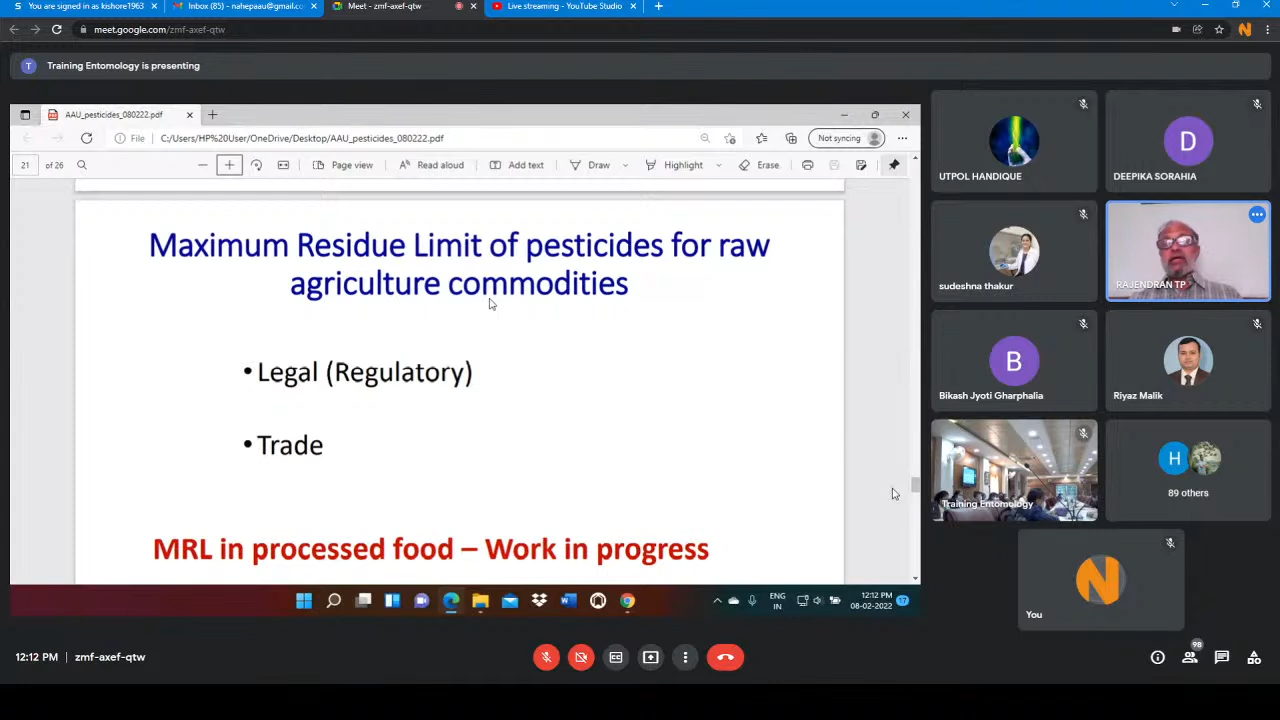 You are signed in as kishore1963
Inbox (85) - nahepaau@gmail.co
Meet - zmf-axef-qtw
Live streaming - YouTube Studio
meet.google.com/zmf-axef-qtw
T
Training Entomology is presenting
AAU_pesticides_080222.pdf
File
C:/Users/HP%20User/OneDrive/Desktop/AAU_pesticides_080222.pdf
Not syncing
21 of 26
Page view
Read aloud
Add text
Draw
Highlight
Erase
Maximum Residue Limit of pesticides for raw
agriculture commodities
• Legal (Regulatory)
• Trade
MRL in processed food – Work in progress
ENG
IN
12:12 PM
08-02-2022
17
UTPOL HANDIQUE
D
DEEPIKA SORAHIA
sudeshna thakur
RAJENDRAN TP
B
Bikash Jyoti Gharphalia
Riyaz Malik
Training Entomology
H
89 others
N
You
12:12 PM | zmf-axef-qtw
CC
98